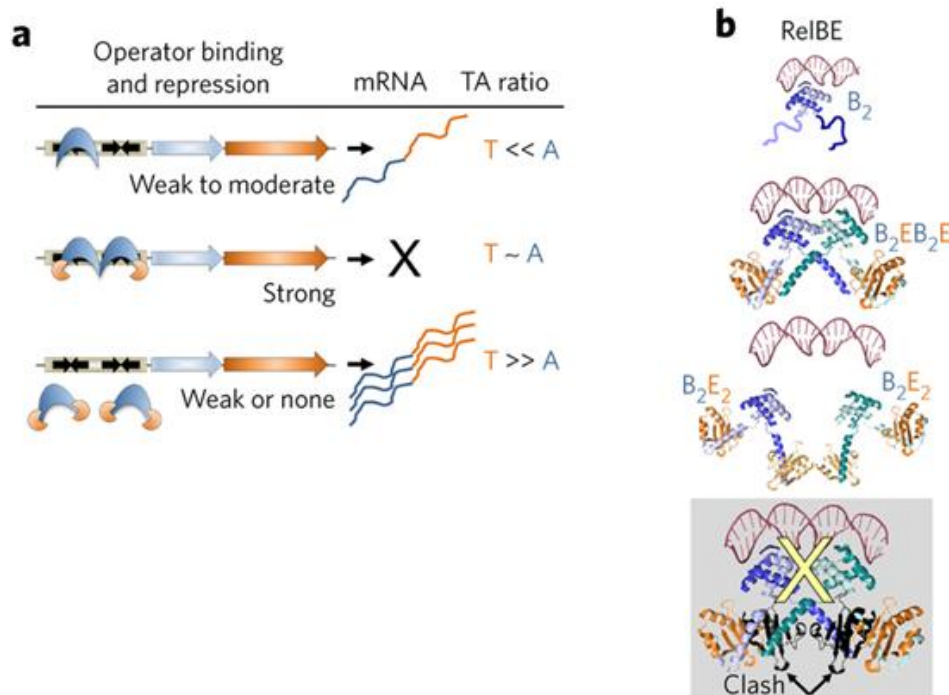 a
Operator binding
and repression
mRNA
TA ratio
Weak to moderate
T << A
X
Strong
T ~ A
Weak or none
T >> A
b
RelBE
B₂
B₂EB₂E
B₂E₂
B₂E₂
X
Clash